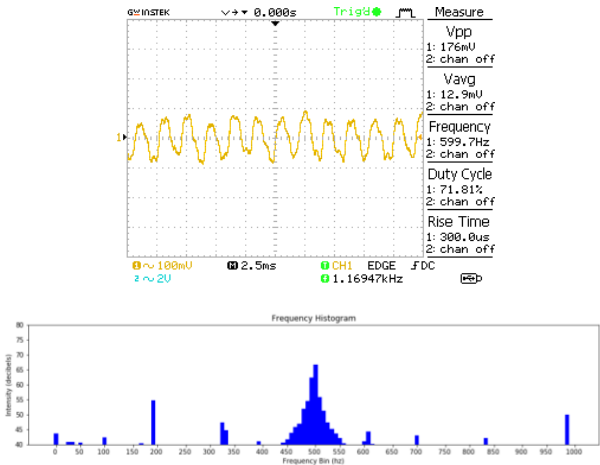 GWINSTEK 0.000s Trig'd Measure
Vpp
1: 176mV
2: chan off
Vavg
1: 12.9mV
2: chan off
Frequency
1: 599.7Hz
2: chan off
Duty Cycle
1: 71.81%
2: chan off
Rise Time
1: 300.0us
2: chan off
1
1 ~ 100mV M 2.5ms T CH1 EDGE DC
2 ~ 2V T 1.16947kHz
Frequency Histogram
Intensity (decibels)
80
75
70
65
60
55
50
45
40
0 50 100 150 200 250 300 350 400 450 500 550 600 650 700 750 800 850 900 950 1000
Frequency Bin (hz)